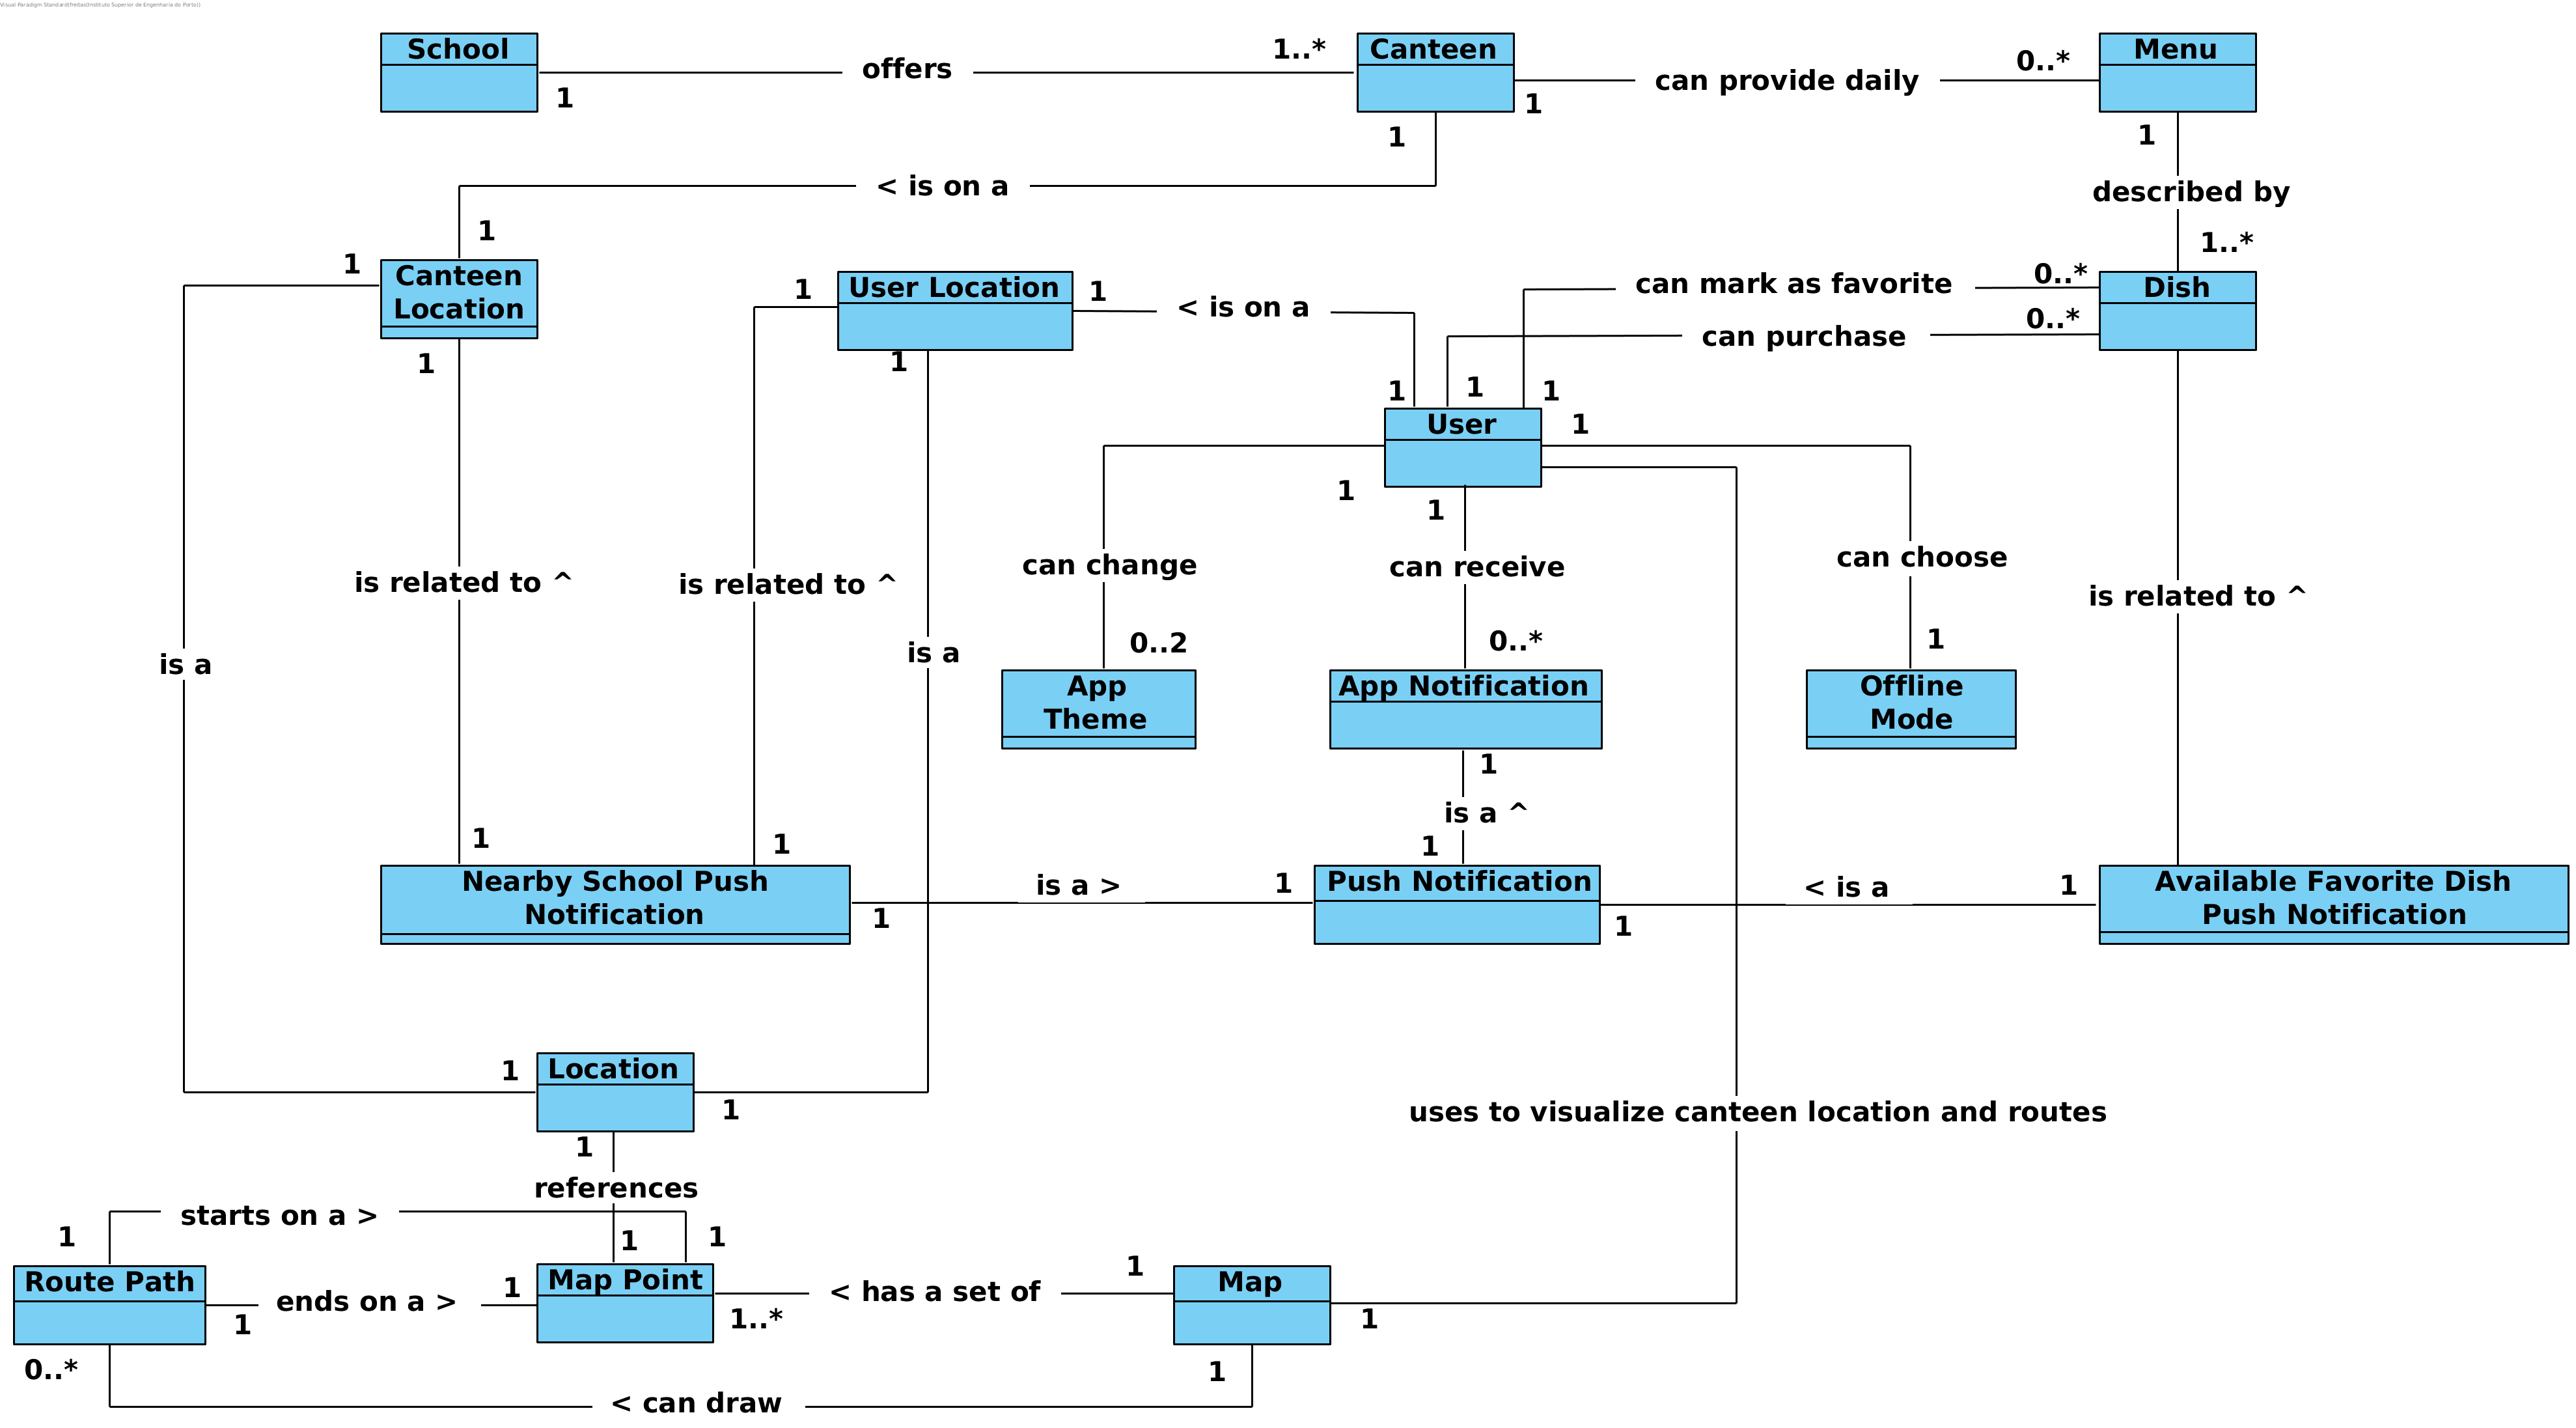 Visual Paradigm Standard(freitas(Instituto Superior de Engenharia do Porto))
School
1
offers
1..*
Canteen
1
can provide daily
0..*
Menu
1
1
< is on a
described by
1
1..*
1
Canteen
Location
1
1
User Location
1
< is on a
1
can mark as favorite
0..*
can purchase
0..*
Dish
1
1
1
User
1
1
1
can change
can receive
can choose
is related to ^
is related to ^
is related to ^
is a
is a
0..2
0..*
1
App
Theme
App Notification
Offline
Mode
1
is a ^
1
1
1
Nearby School Push
Notification
1
is a >
1
Push Notification
1
< is a
1
Available Favorite Dish
Push Notification
1
Location
1
1
uses to visualize canteen location and routes
references
starts on a >
1
1
1
Route Path
1
ends on a >
1
Map Point
1..*
< has a set of
1
Map
1
0..*
1
< can draw